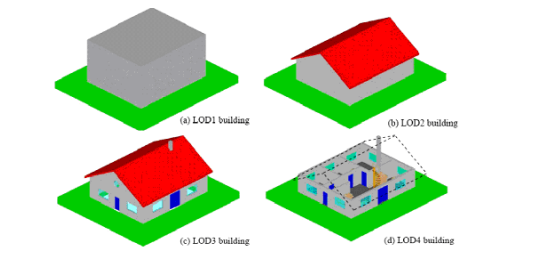 (a) LOD1 building
(b) LOD2 building
(c) LOD3 building
(d) LOD4 building